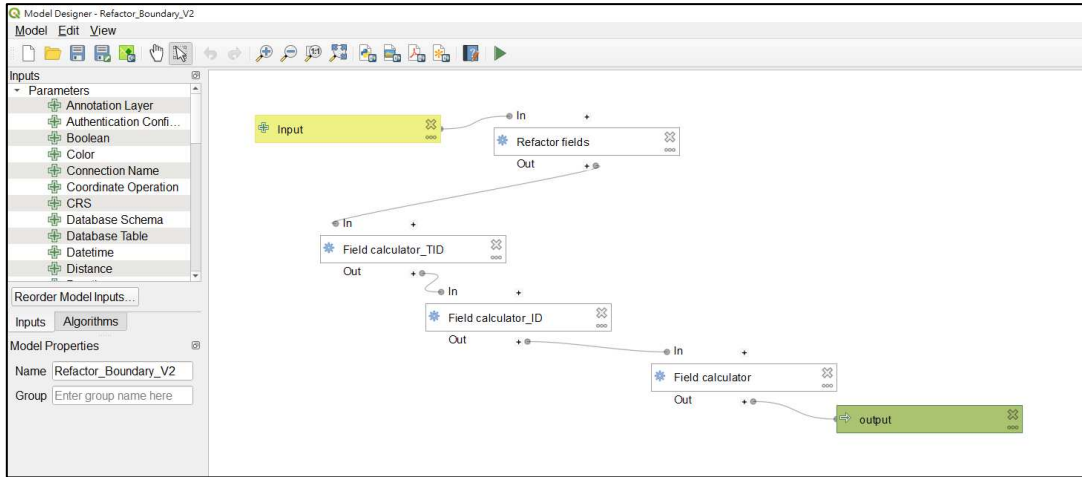 Model Designer - Refactor_Boundary_V2
Model Edit View
Inputs
Parameters
Annotation Layer
Authentication Confi...
Boolean
Color
Connection Name
Coordinate Operation
CRS
Database Schema
Database Table
Datetime
Distance
Reorder Model Inputs...
Inputs Algorithms
Model Properties
Name Refactor_Boundary_V2
Group Enter group name here
Input
In
Refactor fields
Out
In
Field calculator_TID
Out
In
Field calculator_ID
Out
In
Field calculator
Out
output